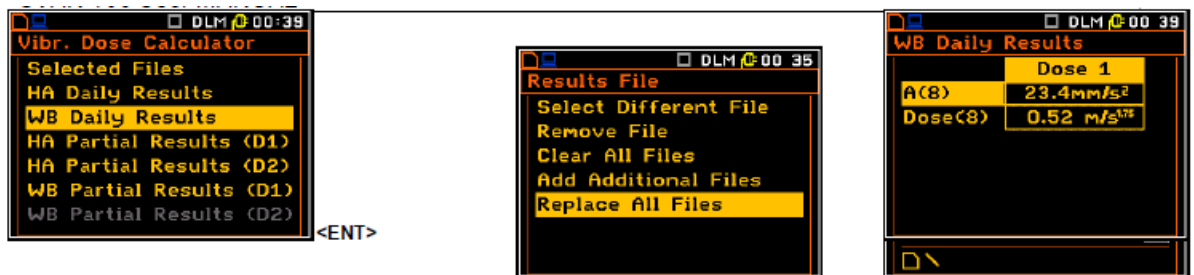 DLM 00:39
Vibr. Dose Calculator
Selected Files
HA Daily Results
WB Daily Results
HA Partial Results (D1)
HA Partial Results (D2)
WB Partial Results (D1)
WB Partial Results (D2)
<ENT>
DLM 00 35
Results File
Select Different File
Remove File
Clear All Files
Add Additional Files
Replace All Files
DLM 00 39
WB Daily Results
Dose 1
A(8) 23.4mm/s²
Dose(8) 0.52 m/s¹·⁷⁵